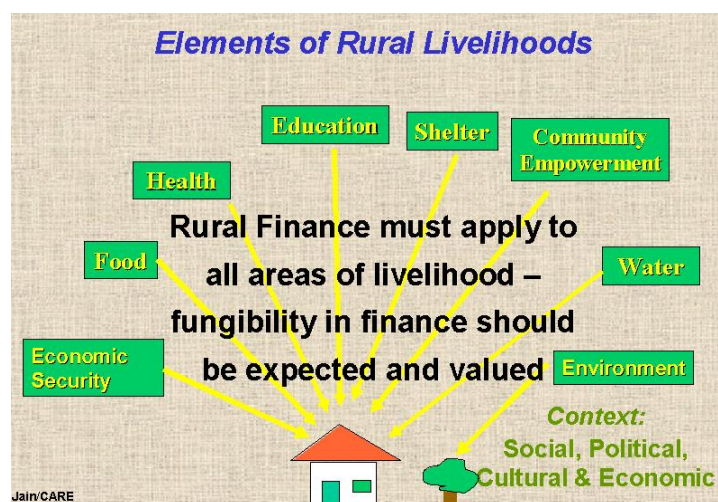 Elements of Rural Livelihoods
Education
Shelter
Community
Empowerment
Health
Rural Finance must apply to
all areas of livelihood –
fungibility in finance should
be expected and valued
Food
Water
Economic
Security
Environment
Context:
Social, Political,
Cultural & Economic
Jain/CARE